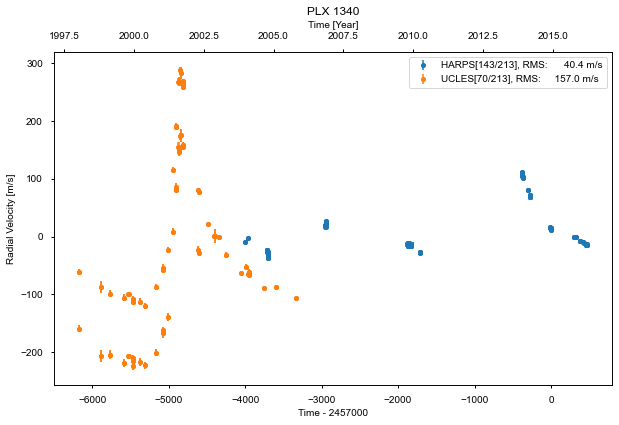 PLX 1340
Time [Year]
1997.5 2000.0 2002.5 2005.0 2007.5 2010.0 2012.5 2015.0
HARPS[143/213], RMS: 40.4 m/s
UCLES[70/213], RMS: 157.0 m/s
Radial Velocity [m/s]
300
200
100
0
−100
−200
−6000 −5000 −4000 −3000 −2000 −1000 0
Time - 2457000